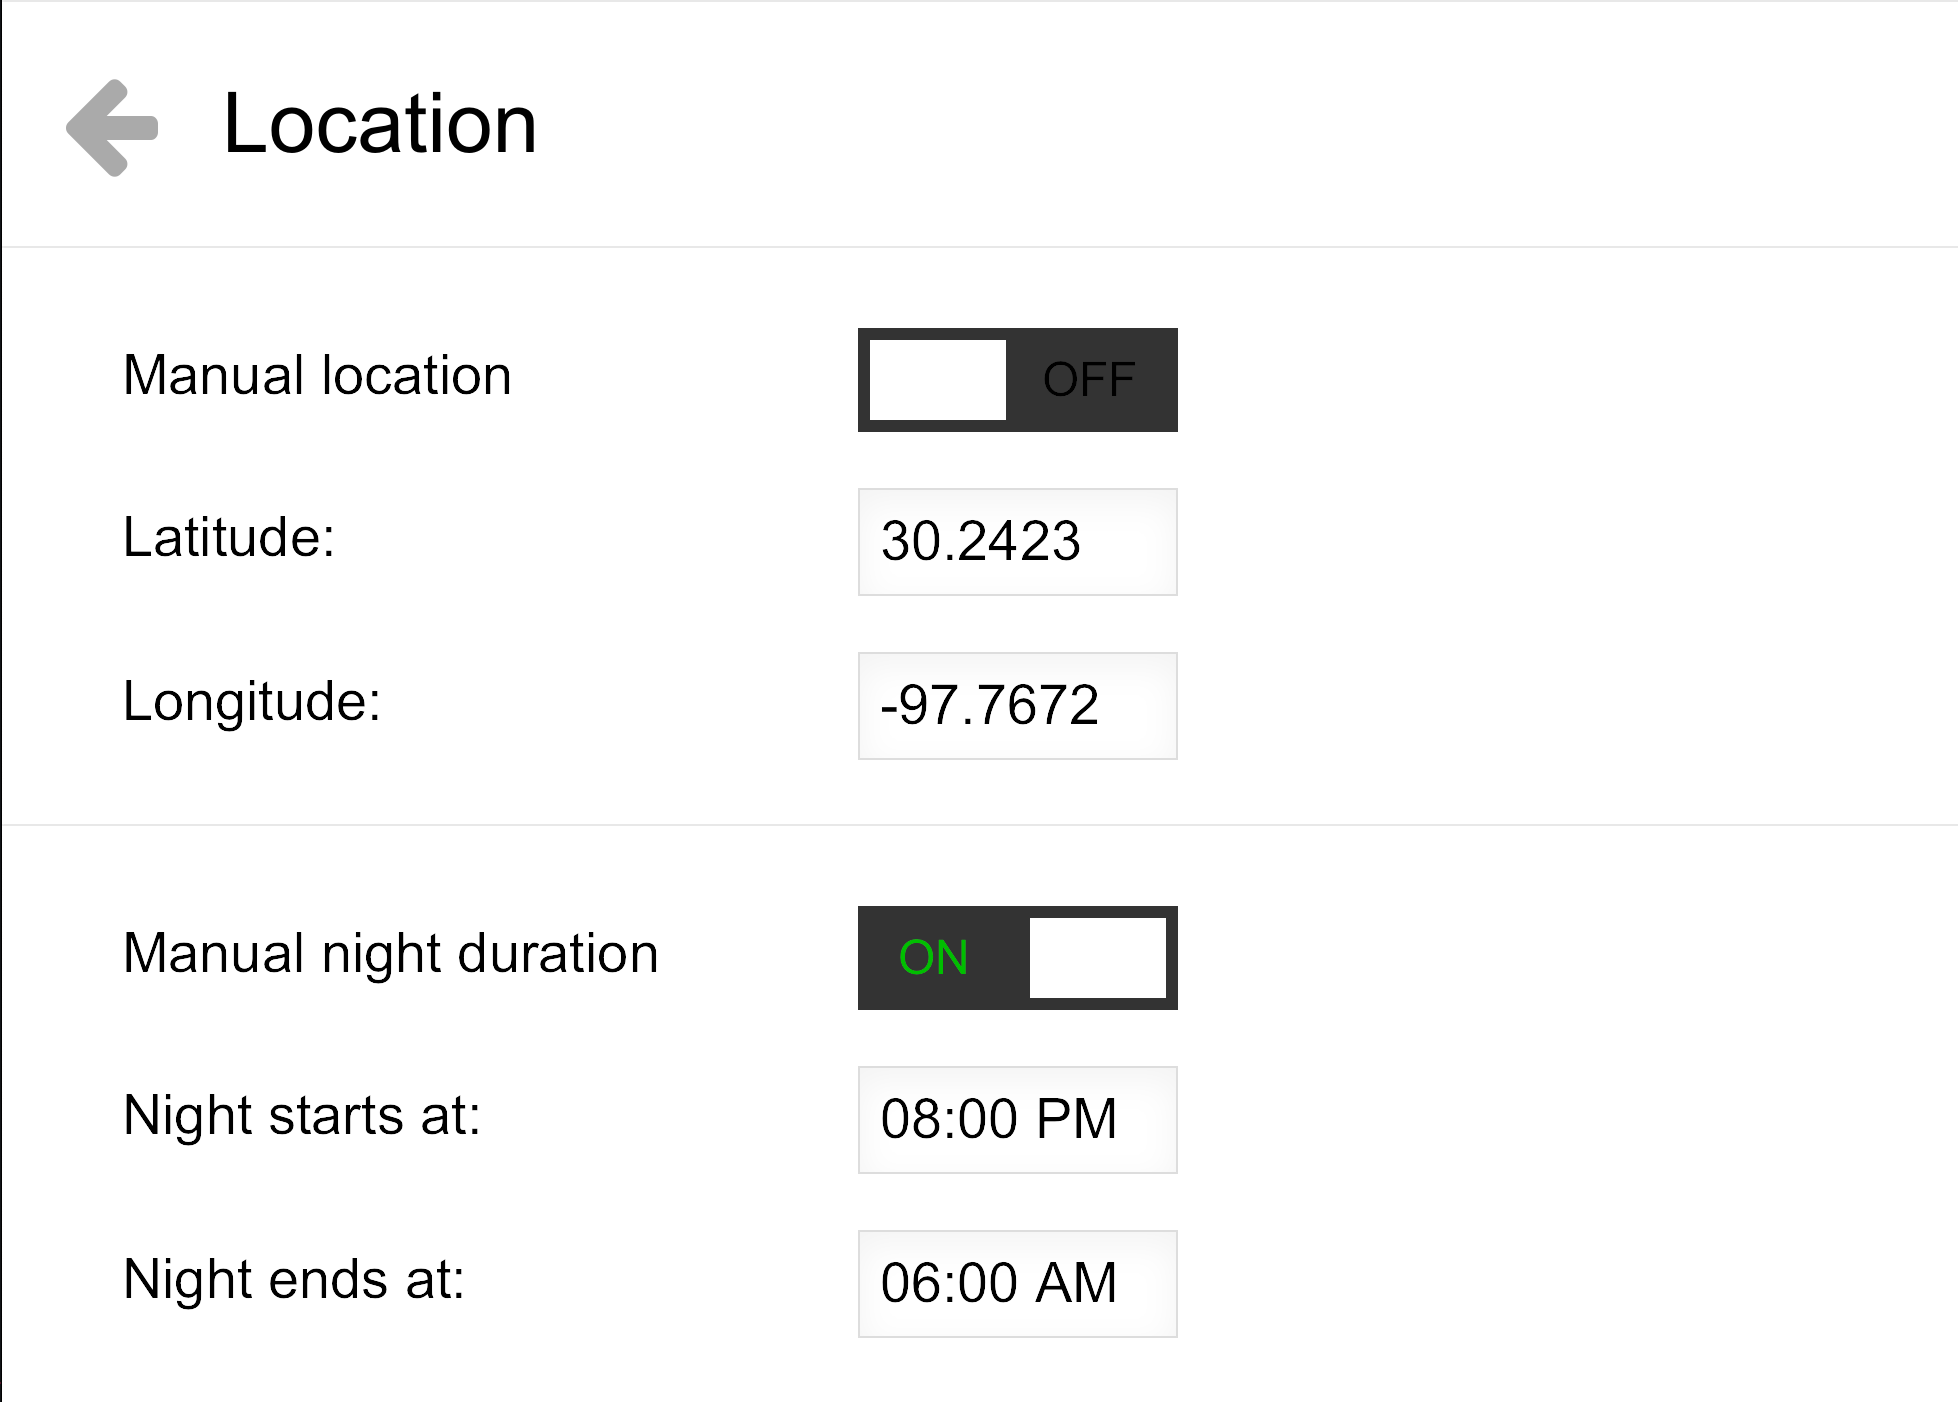 Location
Manual location OFF
Latitude: 30.2423
Longitude: -97.7672
Manual night duration ON
Night starts at: 08:00 PM
Night ends at: 06:00 AM